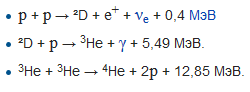 • p + p → ²D + e⁺ + νₑ + 0,4 МэВ
• ²D + p → ³He + γ + 5,49 МэВ.
• ³He + ³He → ⁴He + 2p + 12,85 МэВ.